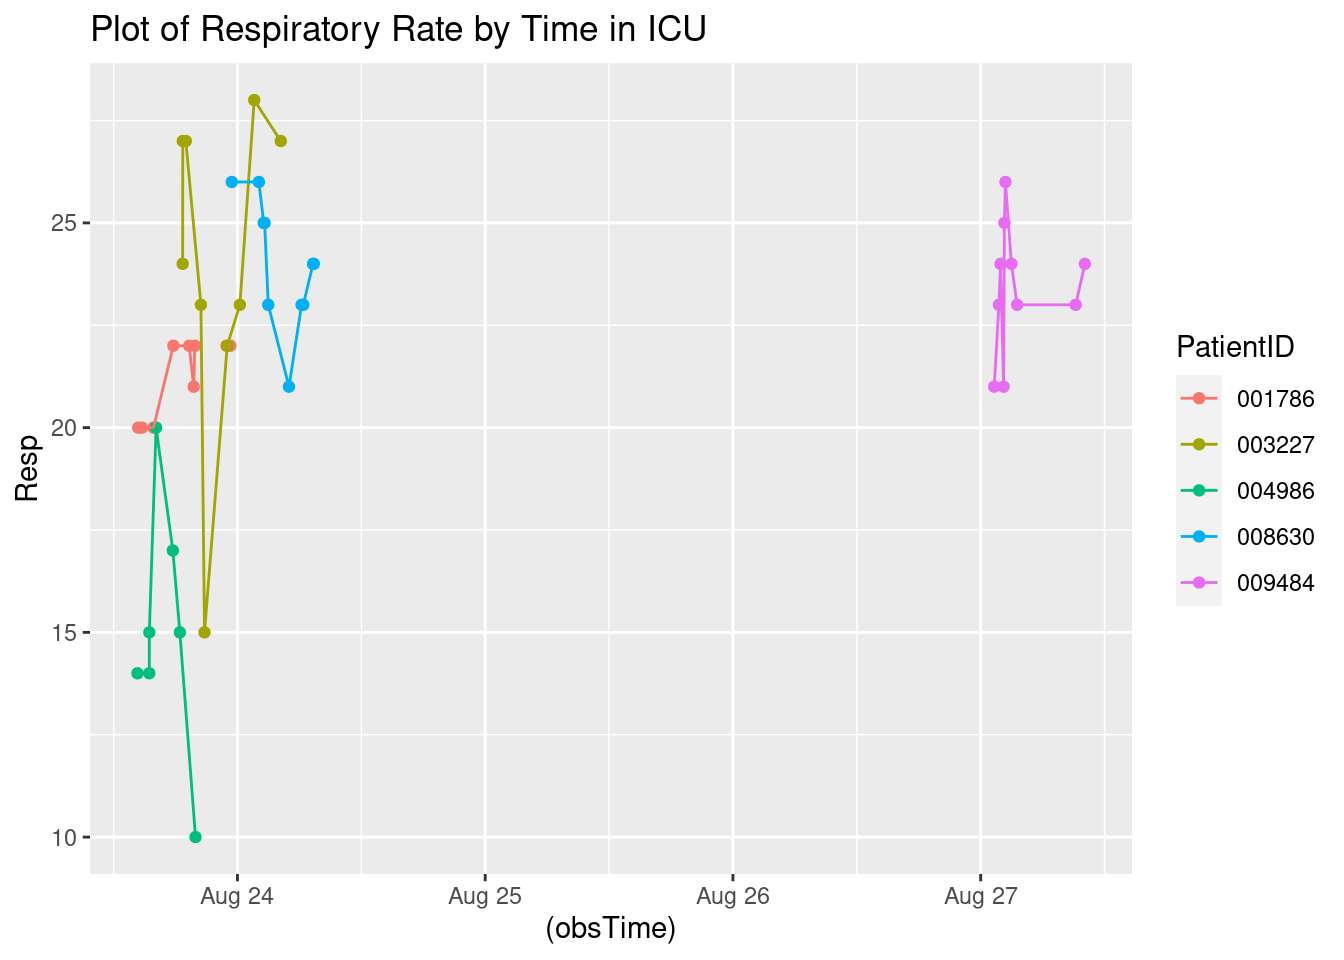 Plot of Respiratory Rate by Time in ICU
Resp
25
20
15
10
Aug 24 Aug 25 Aug 26 Aug 27
(obsTime)
PatientID
001786
003227
004986
008630
009484